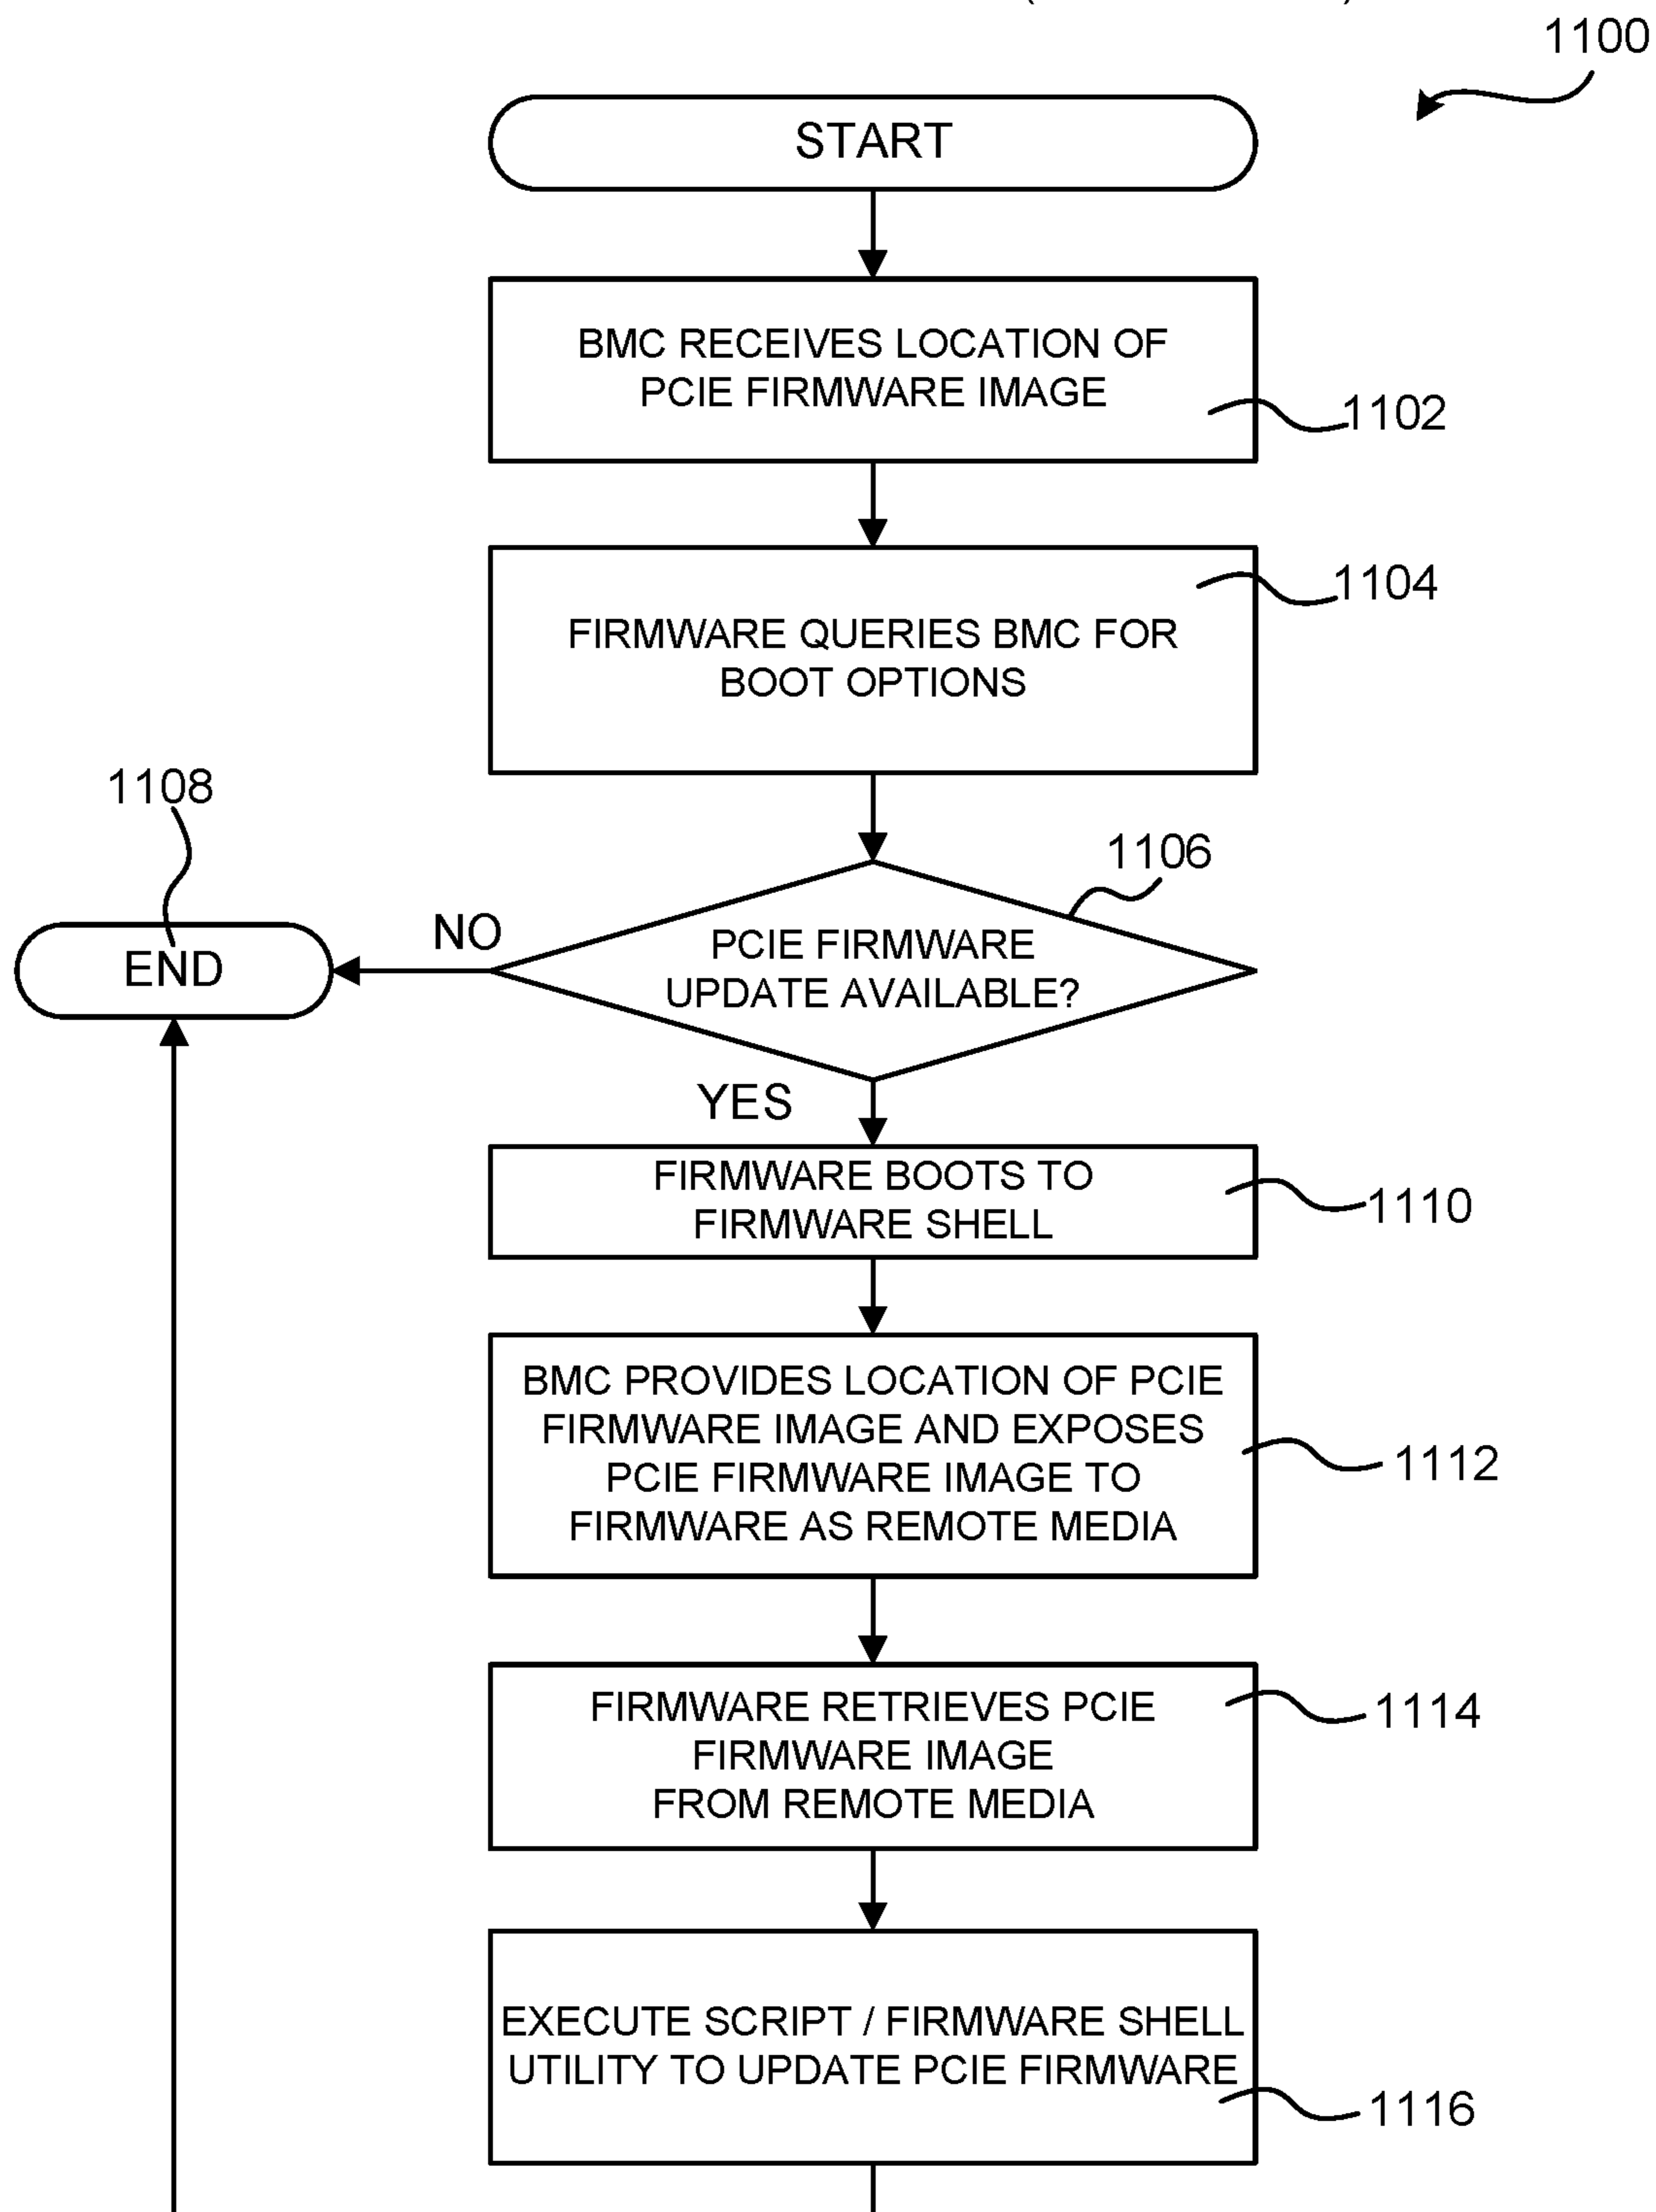 1100
START
BMC RECEIVES LOCATION OF
PCIE FIRMWARE IMAGE
1102
1104
FIRMWARE QUERIES BMC FOR
BOOT OPTIONS
1108
1106
END
NO
PCIE FIRMWARE
UPDATE AVAILABLE?
YES
FIRMWARE BOOTS TO
FIRMWARE SHELL
1110
BMC PROVIDES LOCATION OF PCIE
FIRMWARE IMAGE AND EXPOSES
PCIE FIRMWARE IMAGE TO
FIRMWARE AS REMOTE MEDIA
1112
FIRMWARE RETRIEVES PCIE
FIRMWARE IMAGE
FROM REMOTE MEDIA
1114
EXECUTE SCRIPT / FIRMWARE SHELL
UTILITY TO UPDATE PCIE FIRMWARE
1116